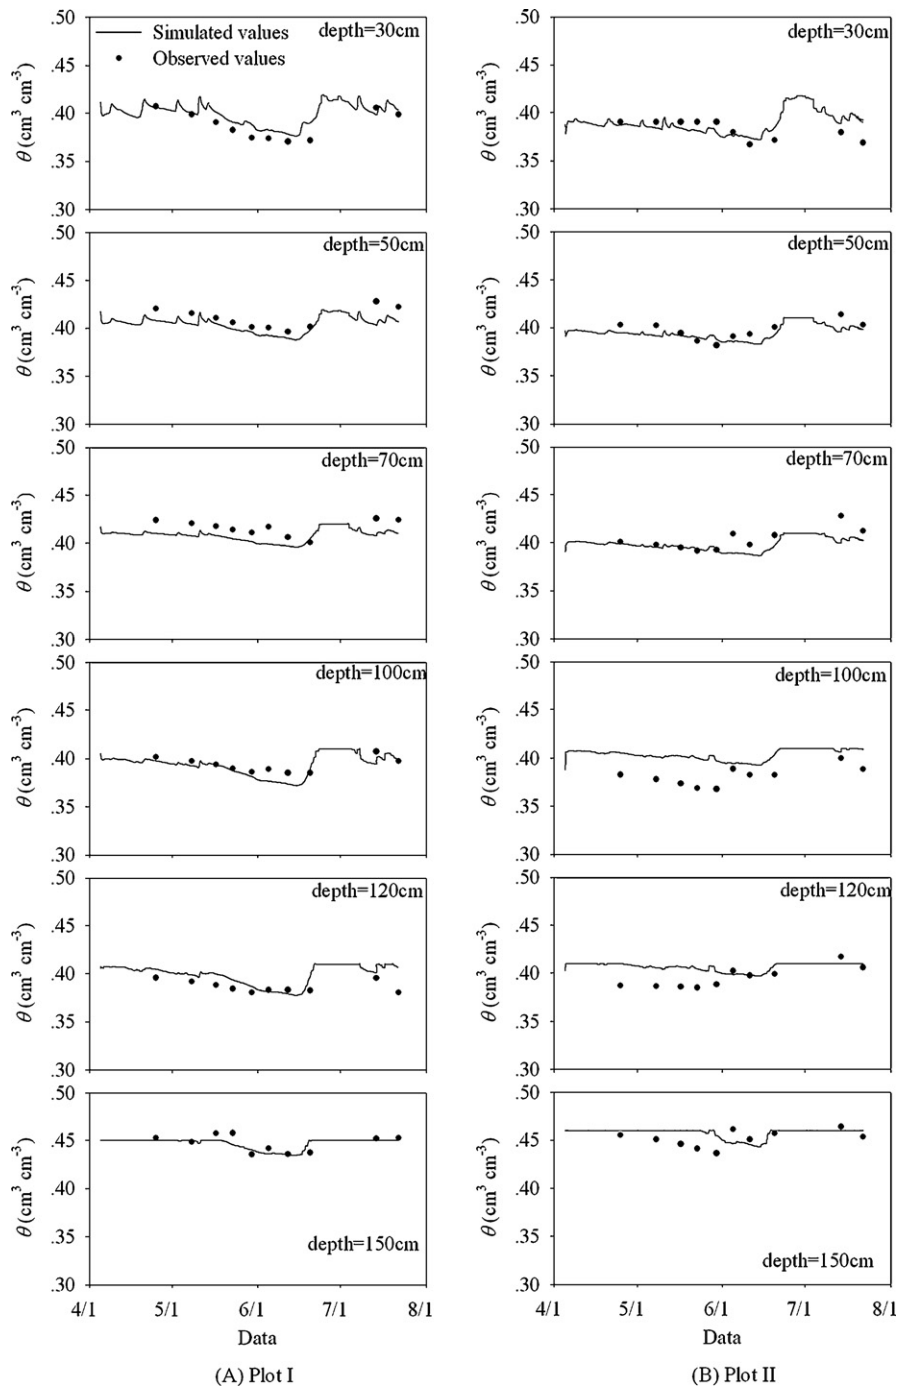 .50
Simulated values
depth=30cm
Observed values
.45
.40
.35
.30
θ (cm³ cm⁻³)
.50
depth=30cm
.45
.40
.35
.30
θ (cm³ cm⁻³)
depth=50cm
.45
.40
.35
.30
θ (cm³ cm⁻³)
.50
depth=50cm
.45
.40
.35
.30
θ (cm³ cm⁻³)
.50
depth=70cm
.45
.40
.35
.30
θ (cm³ cm⁻³)
.50
depth=70cm
.45
.40
.35
.30
θ (cm³ cm⁻³)
.50
depth=100cm
.45
.40
.35
.30
θ (cm³ cm⁻³)
.50
depth=100cm
.45
.40
.35
.30
θ (cm³ cm⁻³)
.50
depth=120cm
.45
.40
.35
.30
θ (cm³ cm⁻³)
.50
depth=120cm
.45
.40
.35
.30
θ (cm³ cm⁻³)
.50
.45
.40
.35
depth=150cm
.30
θ (cm³ cm⁻³)
4/1 5/1 6/1 7/1 8/1
Data
(A) Plot I
.50
.45
.40
.35
depth=150cm
.30
θ (cm³ cm⁻³)
4/1 5/1 6/1 7/1 8/1
Data
(B) Plot II